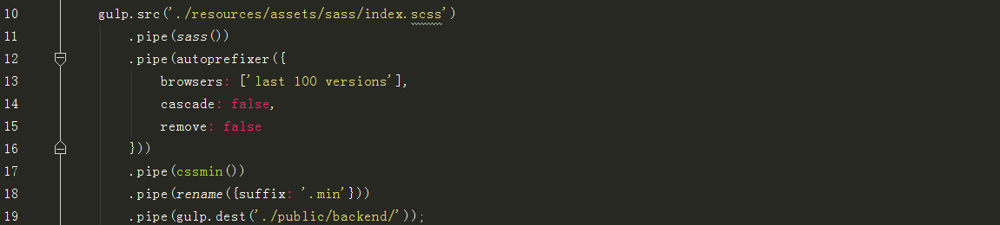 10 gulp.src('./resources/assets/sass/index.scss')
11 .pipe(sass())
12 .pipe(autoprefixer({
13 browsers: ['last 100 versions'],
14 cascade: false,
15 remove: false
16 }))
17 .pipe(cssmin())
18 .pipe(rename({suffix: '.min'}))
19 .pipe(gulp.dest('./public/backend/'));